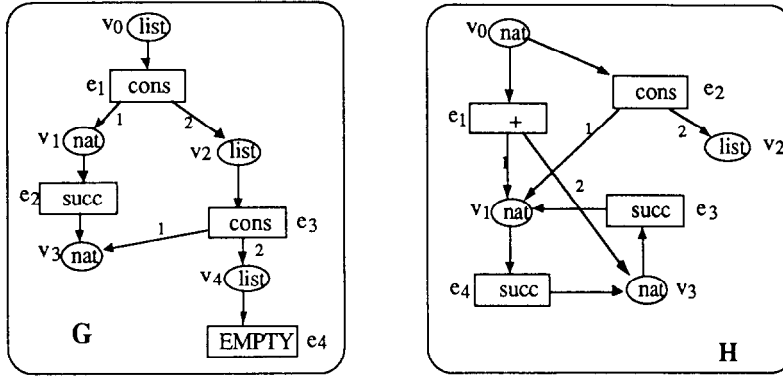 v0 list
e1 cons
1 2
v1 nat
v2 list
e2 succ
1
cons e3
v3 nat
2
v4 list
G
EMPTY e4
v0 nat
cons e2
e1 +
1 2
list v2
1
2
v1 nat
succ e3
e4 succ
nat v3
H